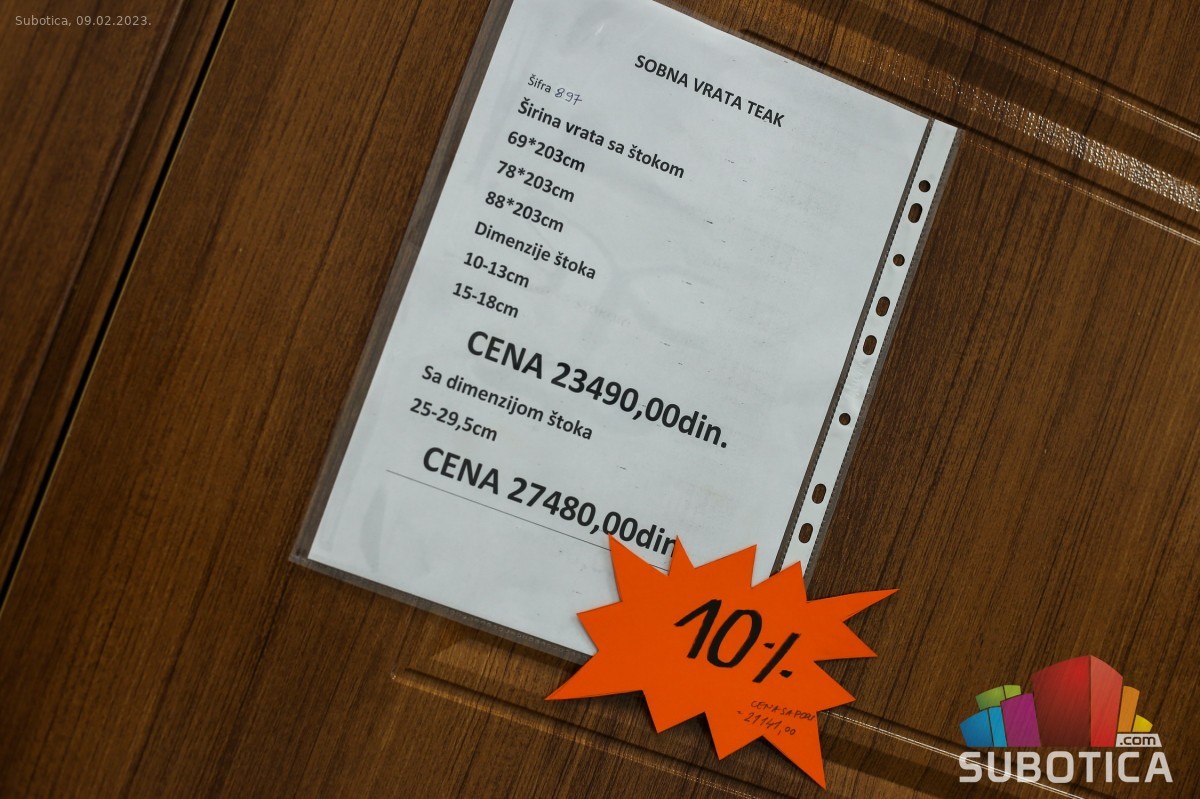 Subotica, 09.02.2023.
SOBNA VRATA TEAK
Šifra 897
Širina vrata sa štokom
69*203cm
78*203cm
88*203cm
Dimenzije štoka
10-13cm
15-18cm
CENA 23490,00din.
Sa dimenzijom štoka
25-29,5cm
CENA 27480,00din
10%
CENA SA POP.
- 21141,00
.com
SUBOTICA